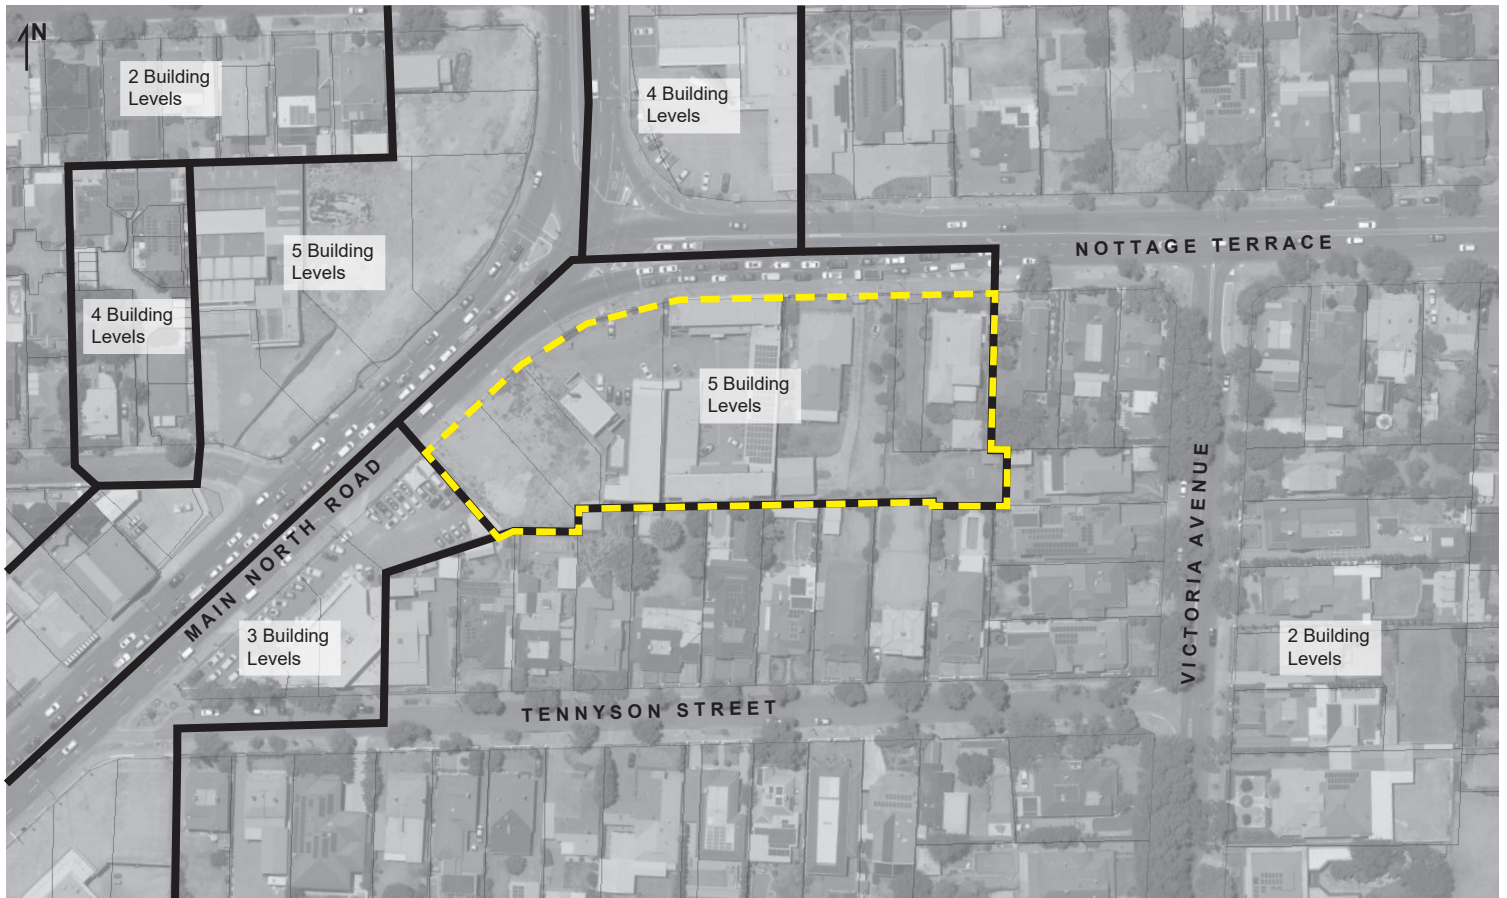 N
2 Building
Levels
4 Building
Levels
5 Building
Levels
NOTTAGE TERRACE
4 Building
Levels
5 Building
Levels
MAIN NORTH ROAD
VICTORIA AVENUE
3 Building
Levels
2 Building
Levels
TENNYSON STREET